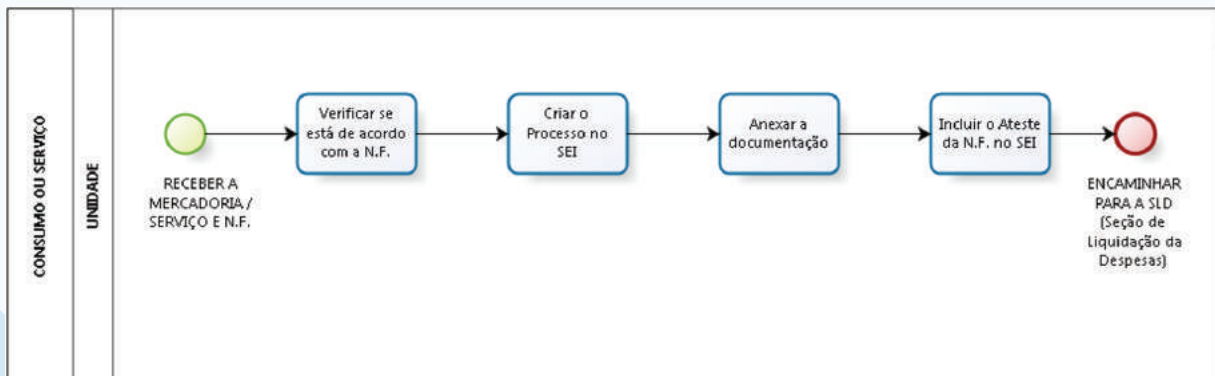 CONSUMO OU SERVIÇO
UNIDADE
RECEBER A
MERCADORIA /
SERVIÇO E N.F.
Verificar se
está de acordo
com a N.F.
Criar o
Processo no
SEI
Anexar a
documentação
Incluir o Ateste
da N.F. no SEI
ENCAMINHAR
PARA A SLD
(Seção de
Liquidação da
Despesas)